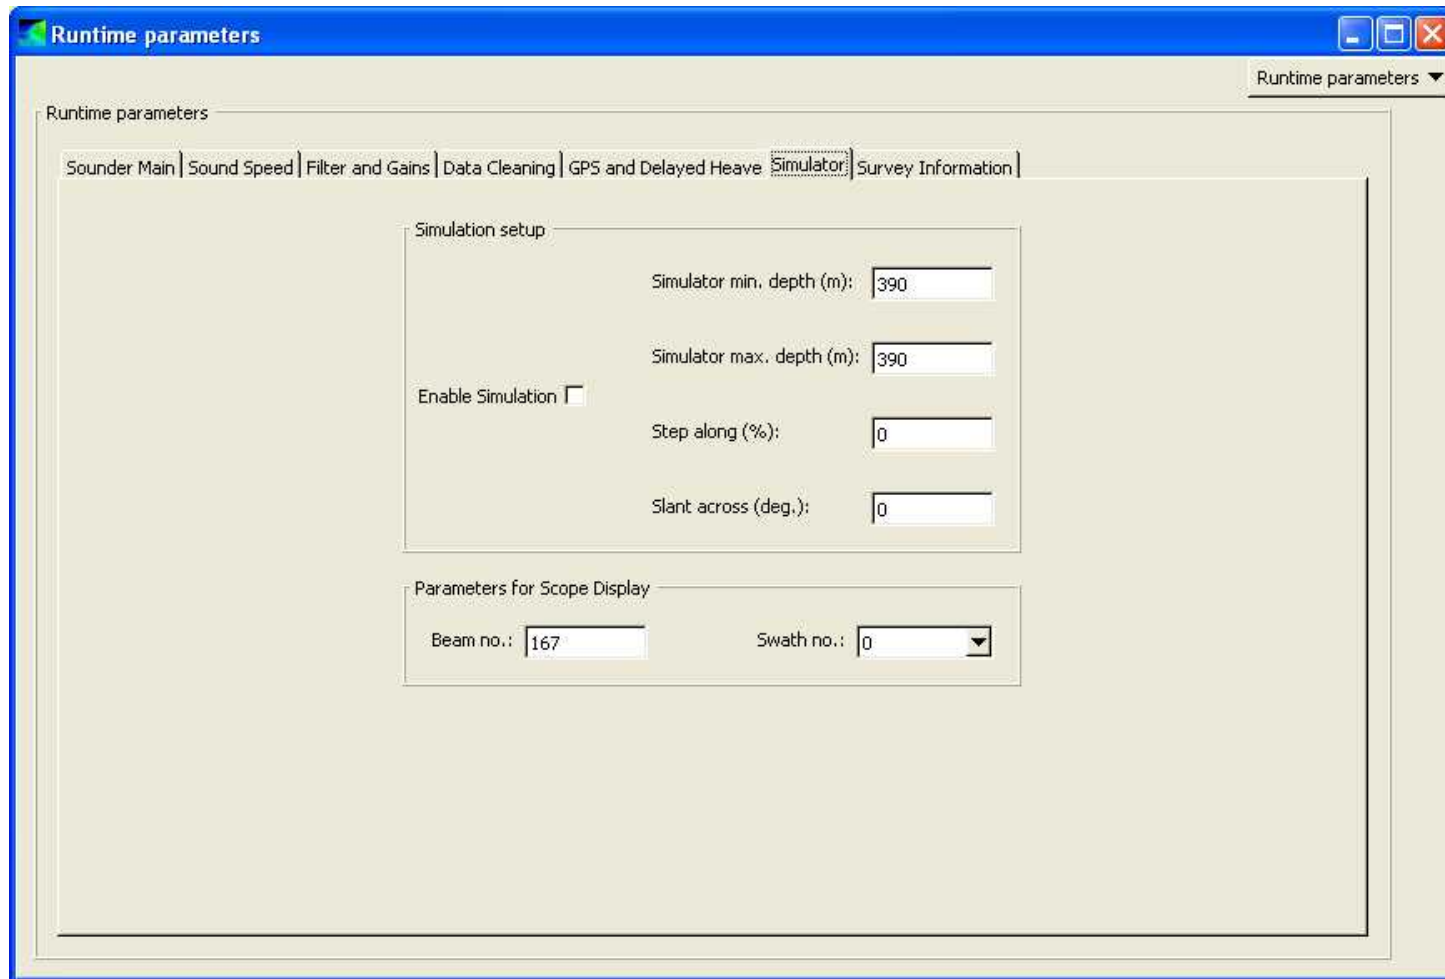 Runtime parameters
Runtime parameters
Runtime parameters
Sounder Main Sound Speed Filter and Gains Data Cleaning GPS and Delayed Heave Simulator Survey Information
Simulation setup
Simulator min. depth (m): 390
Simulator max. depth (m): 390
Enable Simulation
Step along (%): 0
Slant across (deg.): 0
Parameters for Scope Display
Beam no.: 167 Swath no.: 0